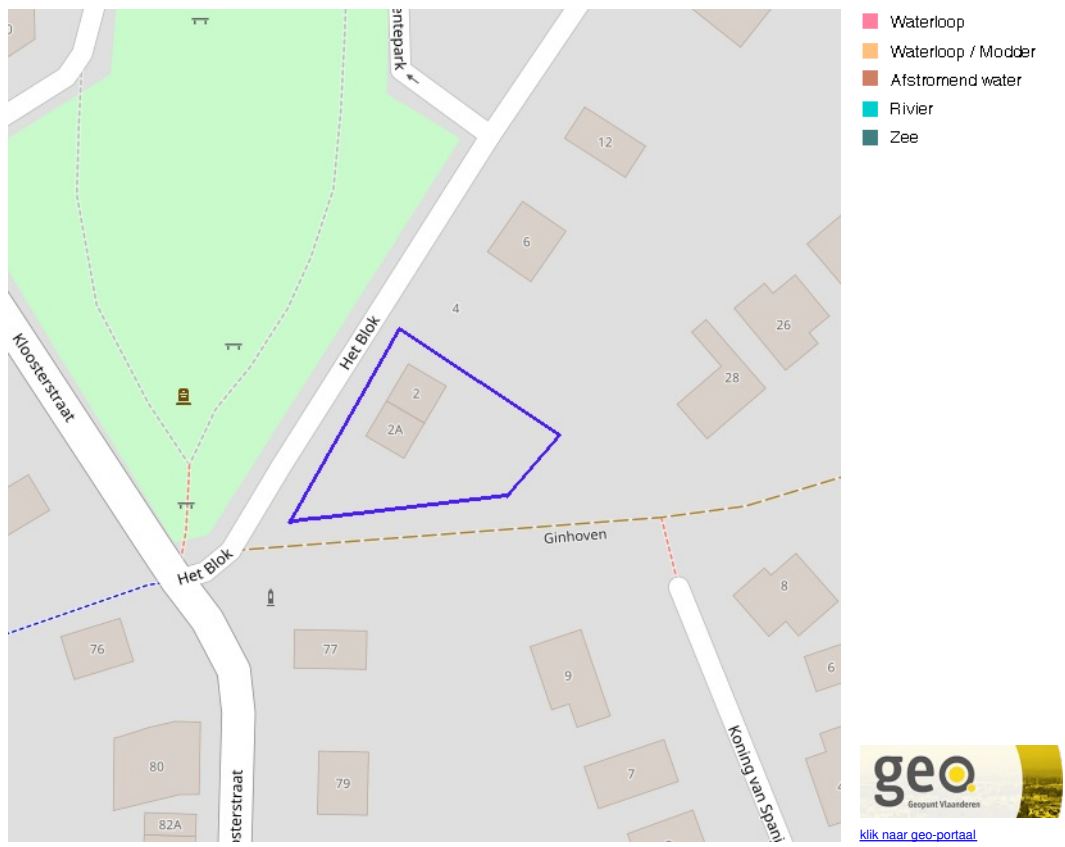 entepark
12
6
4
26
28
Het Blok
Kloosterstraat
2
2A
Ginhoven
Het Blok
8
76
77
9
6
Koning van Spanj
80
79
7
82A
osterstraat
Waterloop
Waterloop / Modder
Afstromend water
Rivier
Zee
geo.
Geopunt Vlaanderen
klik naar geo-portaal